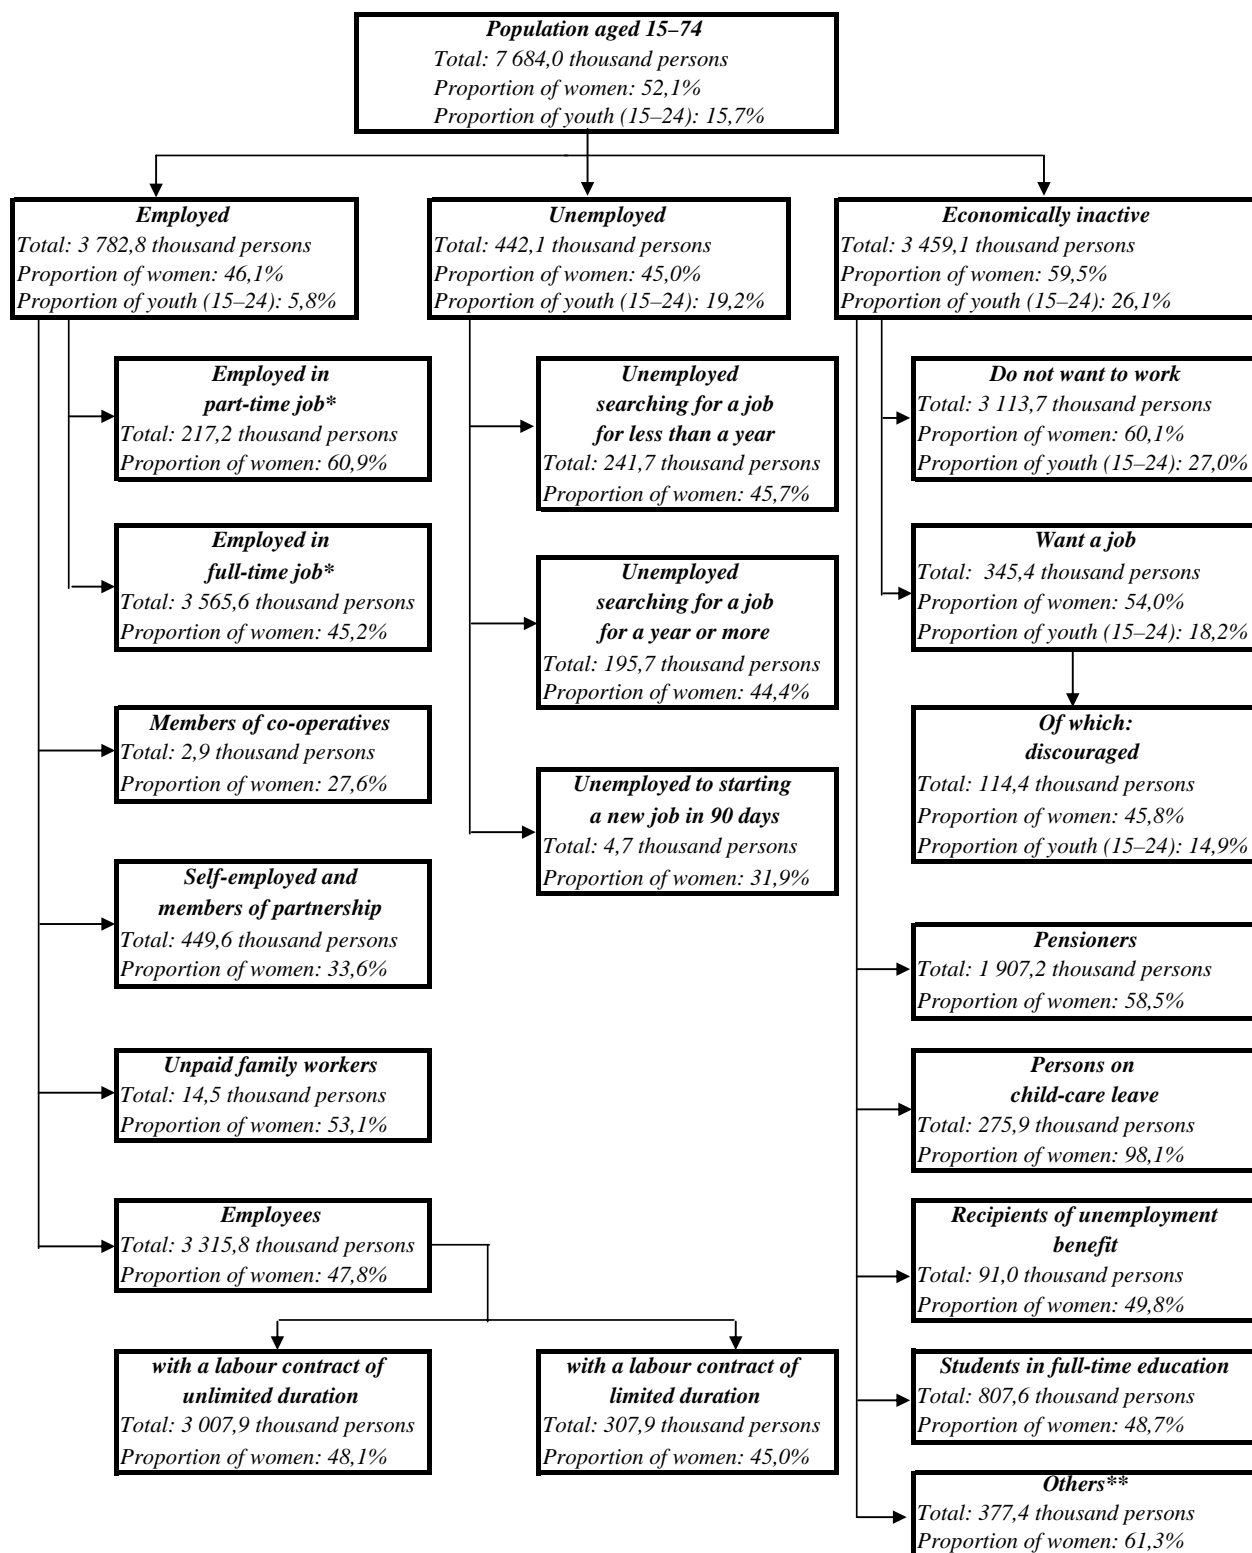 Population aged 15–74
Total: 7 684,0 thousand persons
Proportion of women: 52,1%
Proportion of youth (15–24): 15,7%
Employed
Total: 3 782,8 thousand persons
Proportion of women: 46,1%
Proportion of youth (15–24): 5,8%
Unemployed
Total: 442,1 thousand persons
Proportion of women: 45,0%
Proportion of youth (15–24): 19,2%
Economically inactive
Total: 3 459,1 thousand persons
Proportion of women: 59,5%
Proportion of youth (15–24): 26,1%
Employed in
part-time job*
Total: 217,2 thousand persons
Proportion of women: 60,9%
Employed in
full-time job*
Total: 3 565,6 thousand persons
Proportion of women: 45,2%
Members of co-operatives
Total: 2,9 thousand persons
Proportion of women: 27,6%
Self-employed and
members of partnership
Total: 449,6 thousand persons
Proportion of women: 33,6%
Unpaid family workers
Total: 14,5 thousand persons
Proportion of women: 53,1%
Employees
Total: 3 315,8 thousand persons
Proportion of women: 47,8%
with a labour contract of
unlimited duration
Total: 3 007,9 thousand persons
Proportion of women: 48,1%
with a labour contract of
limited duration
Total: 307,9 thousand persons
Proportion of women: 45,0%
Unemployed
searching for a job
for less than a year
Total: 241,7 thousand persons
Proportion of women: 45,7%
Unemployed
searching for a job
for a year or more
Total: 195,7 thousand persons
Proportion of women: 44,4%
Unemployed to starting
a new job in 90 days
Total: 4,7 thousand persons
Proportion of women: 31,9%
Do not want to work
Total: 3 113,7 thousand persons
Proportion of women: 60,1%
Proportion of youth (15–24): 27,0%
Want a job
Total: 345,4 thousand persons
Proportion of women: 54,0%
Proportion of youth (15–24): 18,2%
Of which:
discouraged
Total: 114,4 thousand persons
Proportion of women: 45,8%
Proportion of youth (15–24): 14,9%
Pensioners
Total: 1 907,2 thousand persons
Proportion of women: 58,5%
Persons on
child-care leave
Total: 275,9 thousand persons
Proportion of women: 98,1%
Recipients of unemployment
benefit
Total: 91,0 thousand persons
Proportion of women: 49,8%
Students in full-time education
Total: 807,6 thousand persons
Proportion of women: 48,7%
Others**
Total: 377,4 thousand persons
Proportion of women: 61,3%